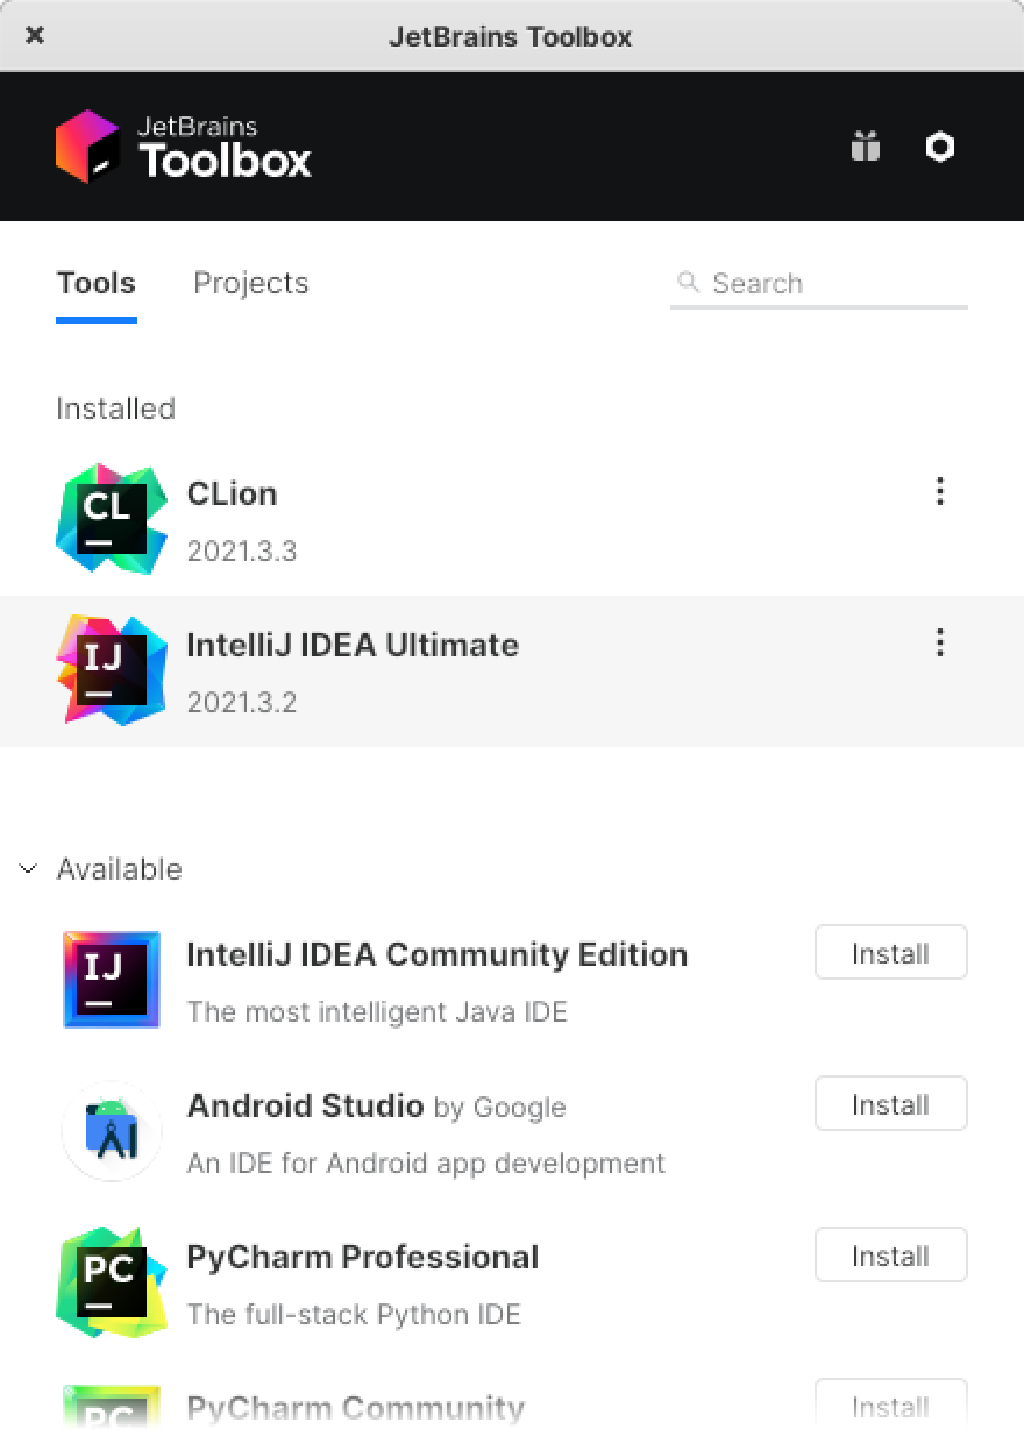 JetBrains Toolbox
JetBrains
Toolbox
Tools Projects Search
Installed
CL
CLion
2021.3.3
IJ
IntelliJ IDEA Ultimate
2021.3.2
Available
IJ
IntelliJ IDEA Community Edition Install
The most intelligent Java IDE
Android Studio by Google Install
An IDE for Android app development
PC
PyCharm Professional Install
The full-stack Python IDE
PC
PyCharm Community Install